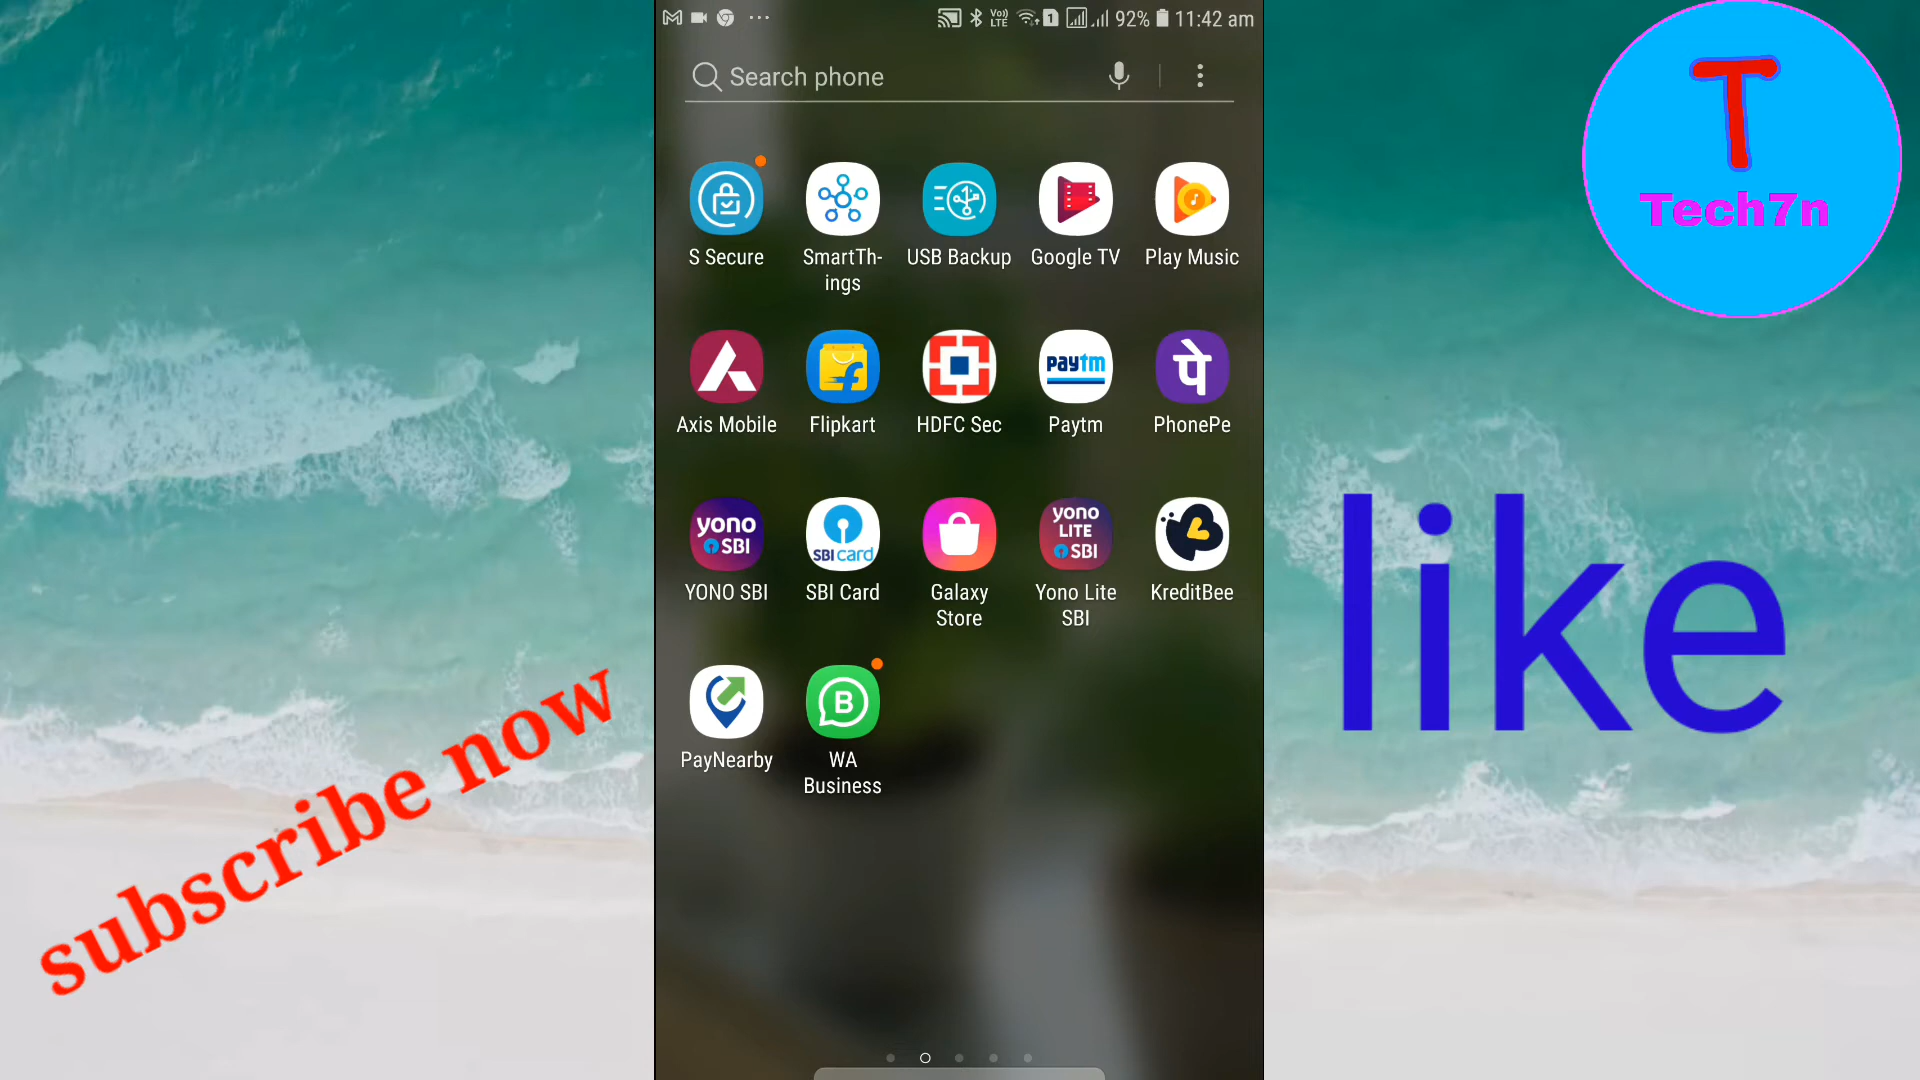 1 92% 11:42 am
Search phone
T
Tech7n
S Secure
SmartTh-
ings
USB Backup
Google TV
Play Music
paytm
पे
Axis Mobile
Flipkart
HDFC Sec
Paytm
PhonePe
yono
SBI
SBI card
yono
LITE
SBI
YONO SBI
SBI Card
Galaxy
Store
Yono Lite
SBI
KreditBee
like
B
PayNearby
WA
Business
subscribe now